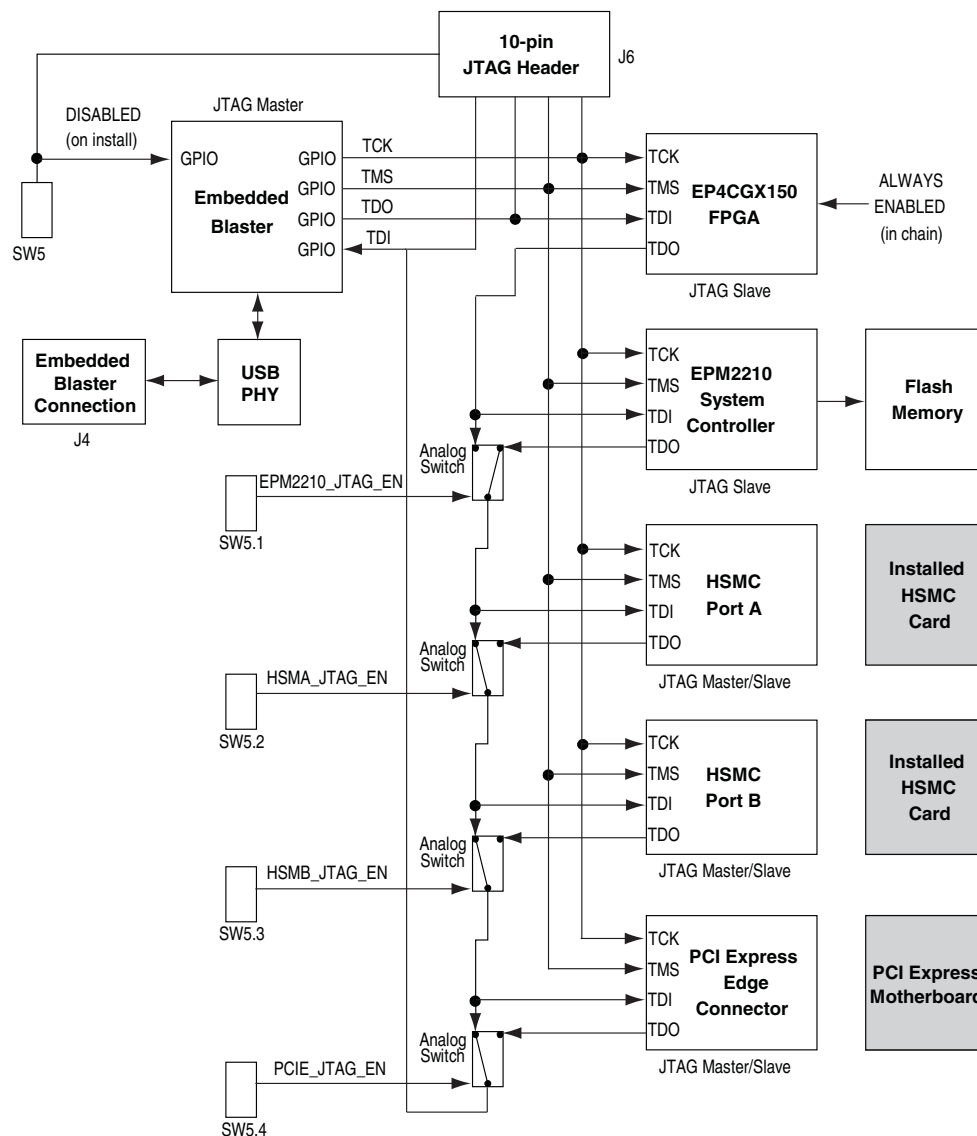 10-pin
JTAG Header
J6
JTAG Master
DISABLED
(on install)
SW5
GPIO
Embedded
Blaster
GPIO
GPIO
GPIO
GPIO
TCK
TMS
TDO
TDI
TCK
TMS
TDI
TDO
EP4CGX150
FPGA
JTAG Slave
ALWAYS
ENABLED
(in chain)
Embedded
Blaster
Connection
J4
USB
PHY
TCK
TMS
TDI
TDO
EPM2210
System
Controller
JTAG Slave
Flash
Memory
Analog
Switch
EPM2210_JTAG_EN
SW5.1
TCK
TMS
TDI
TDO
HSMC
Port A
JTAG Master/Slave
Installed
HSMC
Card
Analog
Switch
HSMA_JTAG_EN
SW5.2
TCK
TMS
TDI
TDO
HSMC
Port B
JTAG Master/Slave
Installed
HSMC
Card
Analog
Switch
HSMB_JTAG_EN
SW5.3
TCK
TMS
TDI
TDO
PCI Express
Edge
Connector
JTAG Master/Slave
PCI Express
Motherboard
Analog
Switch
PCIE_JTAG_EN
SW5.4